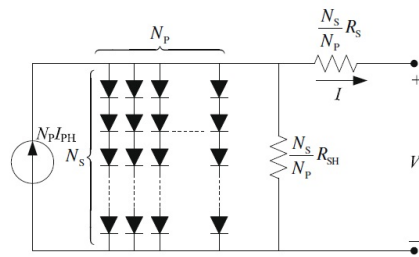 N_P
N_S/N_P R_S
I
+
N_P I_PH
N_S
N_S/N_P R_SH
V
−